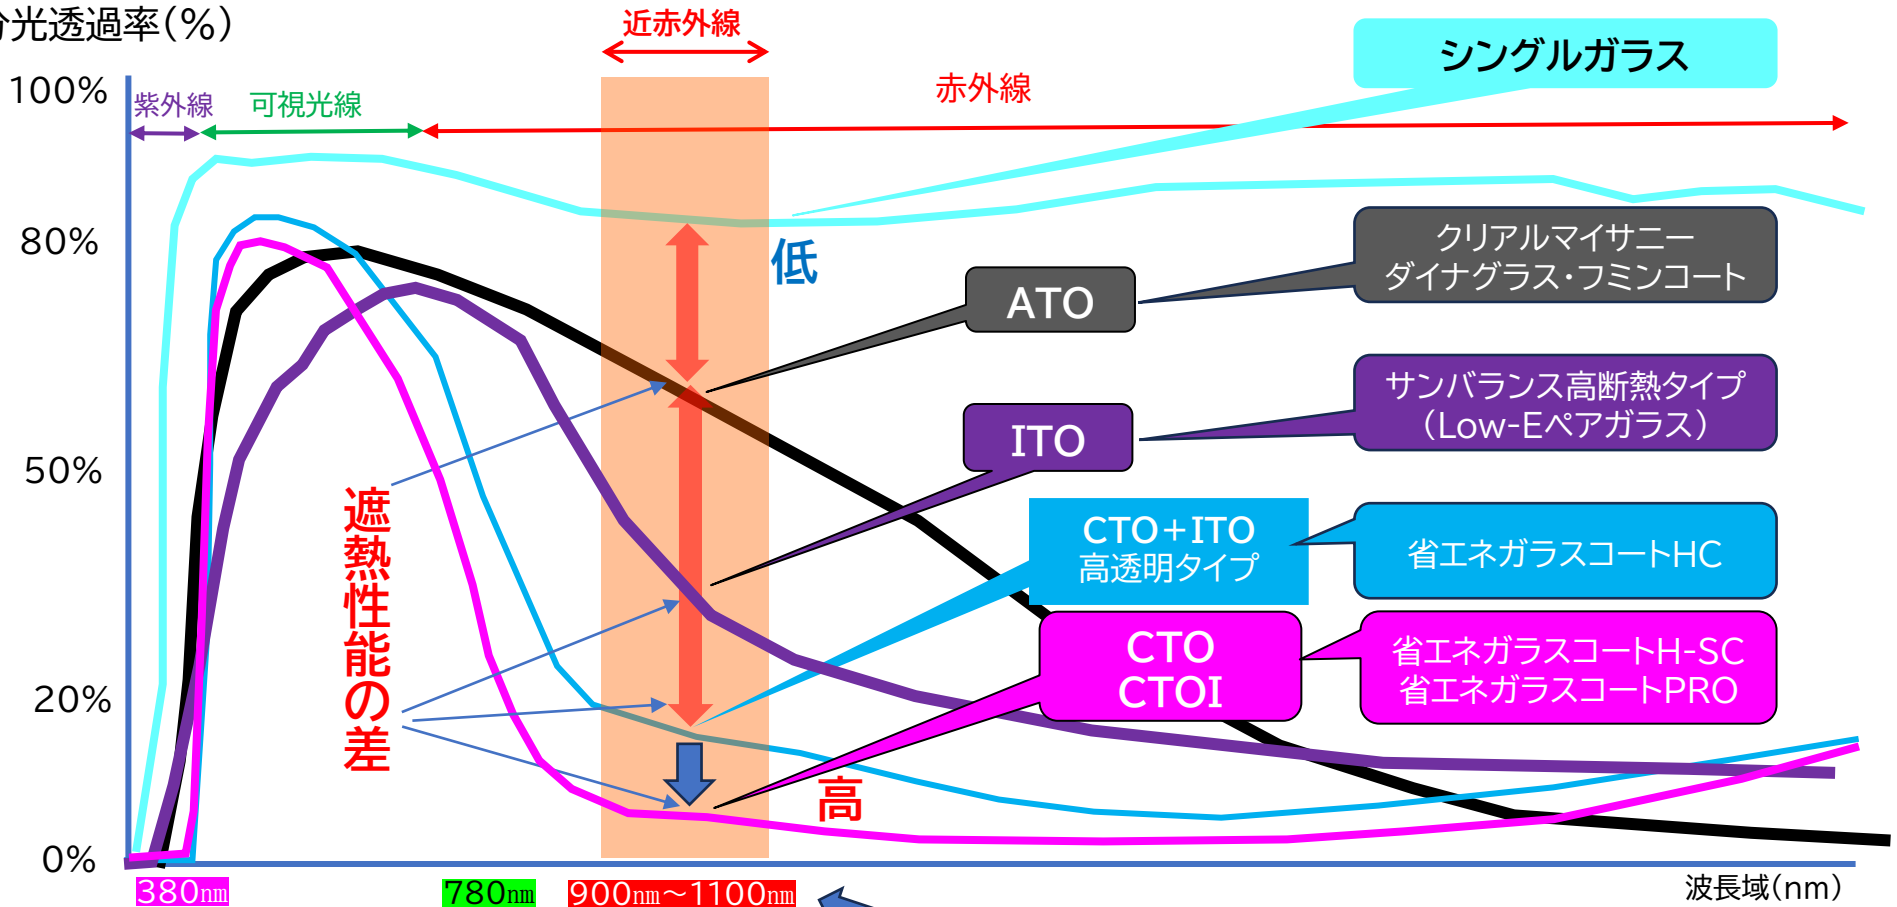 分光透過率(%)
近赤外線
シングルガラス
100%
紫外線
可視光線
赤外線
80%
低
クリアルマイサニー
ダイナグラス・フミンコート
ATO
サンバランス高断熱タイプ
(Low-Eペアガラス)
ITO
50%
遮熱性能の差
CTO+ITO
高透明タイプ
省エネガラスコートHC
CTO
CTOI
省エネガラスコートH-SC
省エネガラスコートPRO
20%
高
0%
380nm
780nm
900nm~1100nm
波長域(nm)